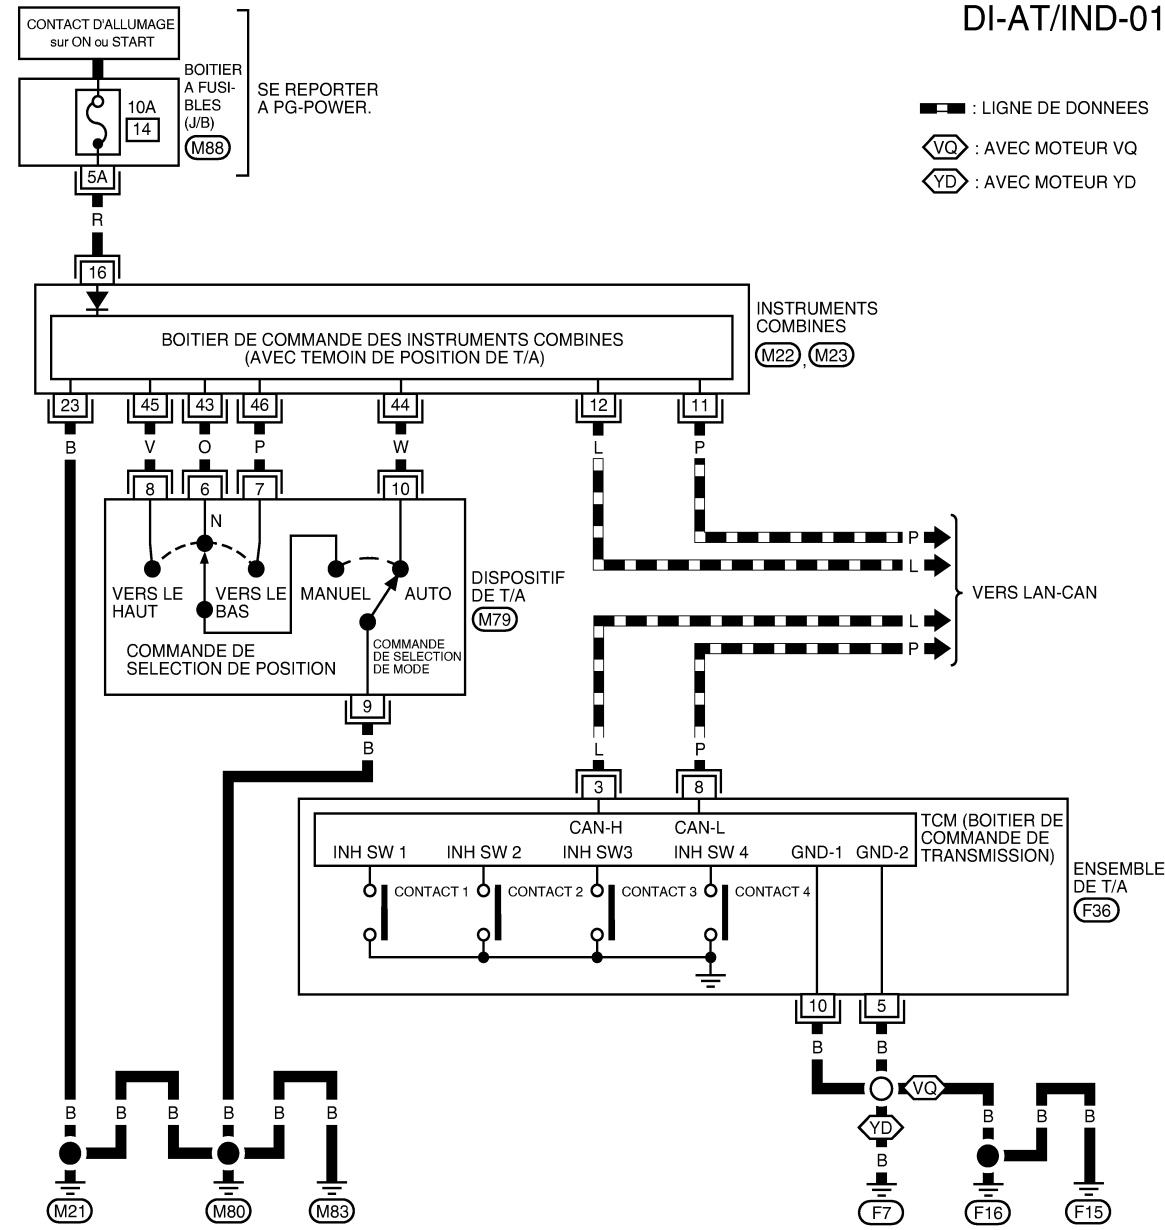 DI-AT/IND-01
CONTACT D'ALLUMAGE
sur ON ou START
BOITIER
A FUSI-
BLES
(J/B)
M88
SE REPORTER
A PG-POWER.
10A
14
5A
R
16
: LIGNE DE DONNEES
VQ : AVEC MOTEUR VQ
YD : AVEC MOTEUR YD
INSTRUMENTS
COMBINES
M22 , M23
BOITIER DE COMMANDE DES INSTRUMENTS COMBINES
(AVEC TEMOIN DE POSITION DE T/A)
23 45 43 46 44 12 11
B V O P W L P
8 6 7 10
N
VERS LE
HAUT
VERS LE
BAS
MANUEL
AUTO
COMMANDE DE
SELECTION DE POSITION
COMMANDE
DE SELECTION
DE MODE
DISPOSITIF
DE T/A
M79
P
L
L
P
VERS LAN-CAN
9
B
L P
3 8
CAN-H CAN-L
INH SW 1 INH SW 2 INH SW3 INH SW 4 GND-1 GND-2
TCM (BOITIER DE
COMMANDE DE
TRANSMISSION)
ENSEMBLE
DE T/A
F36
CONTACT 1 CONTACT 2 CONTACT 3 CONTACT 4
10 5
B B
VQ
YD
B B B B B B
B B
B
M21 M80 M83 F7 F16 F15